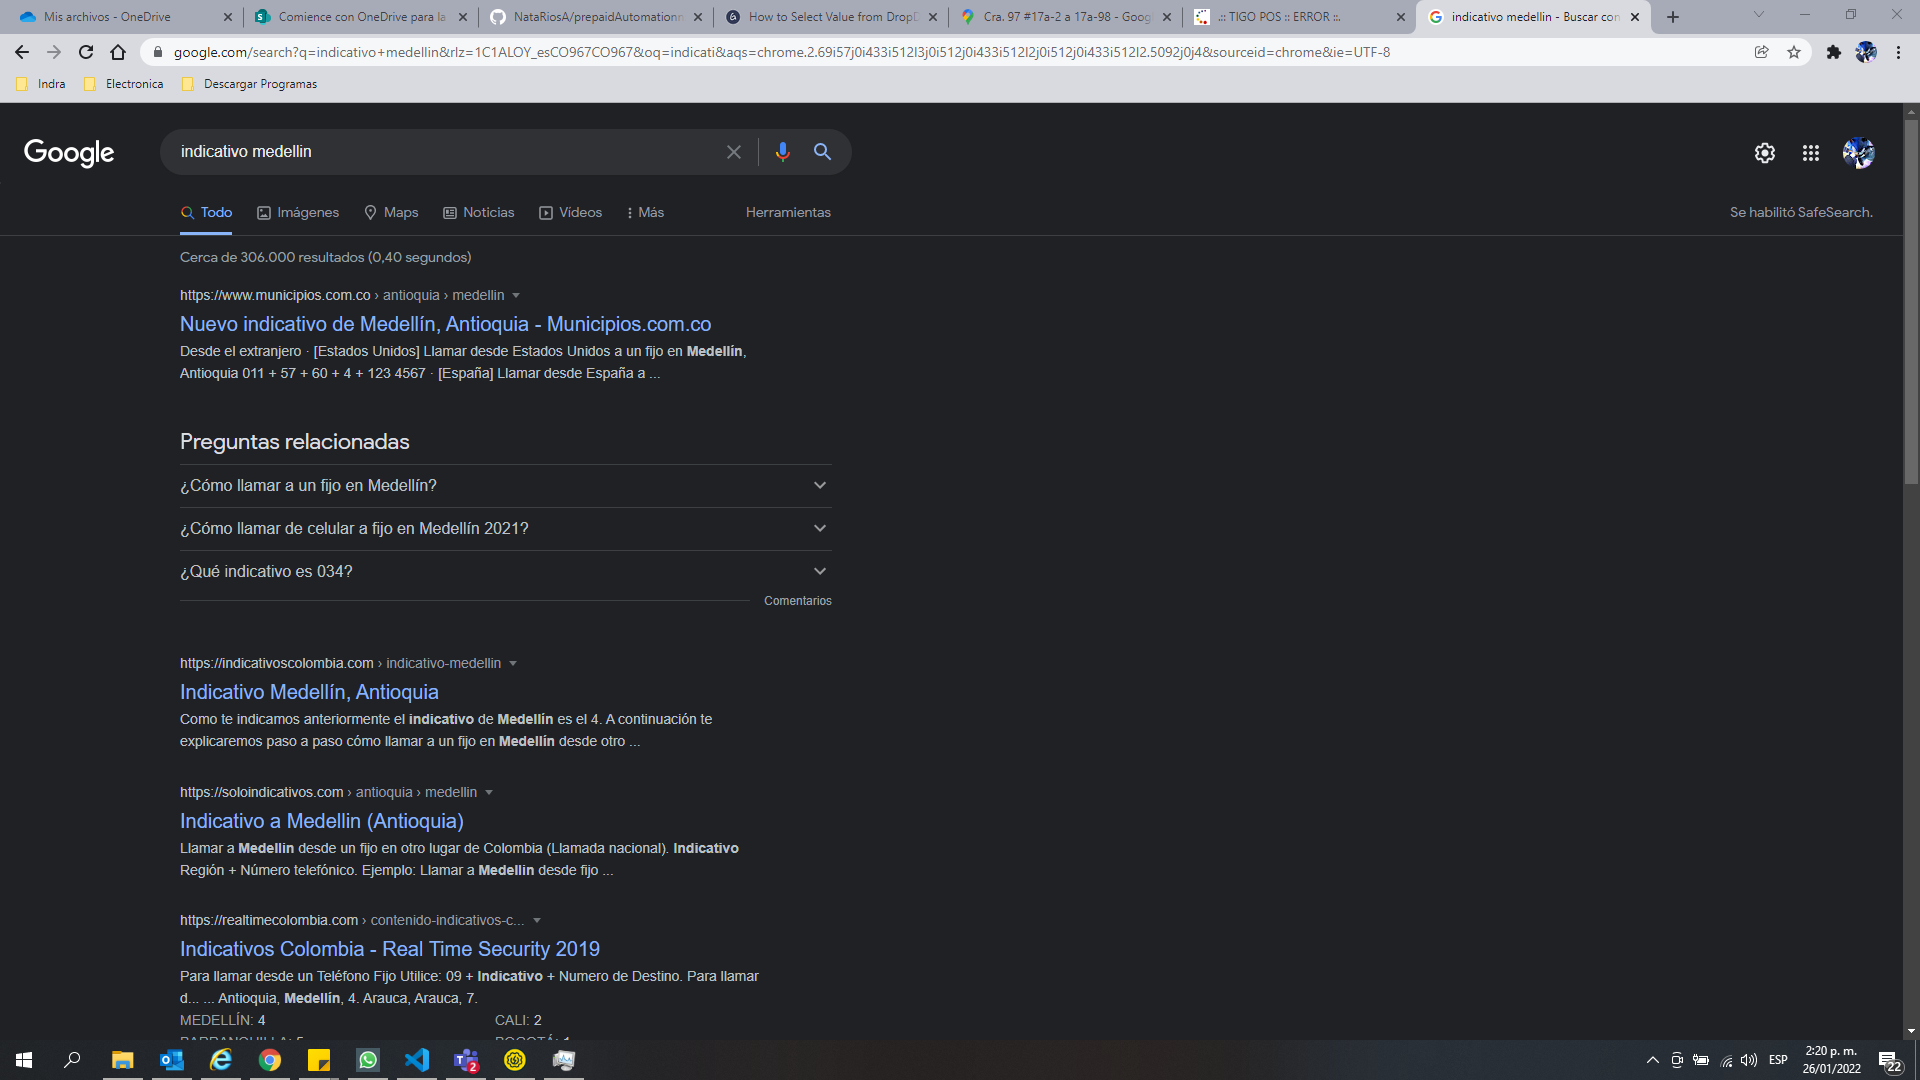 Mis archivos - OneDrive
Comience con OneDrive para la
NataRiosA/prepaidAutomationn
How to Select Value from DropD
Cra. 97 #17a-2 a 17a-98 - Goog
.:: TIGO POS :: ERROR ::.
indicativo medellin - Buscar con
google.com/search?q=indicativo+medellin&rlz=1C1ALOY_esCO967CO967&oq=indicati&aqs=chrome.2.69i57j0i433i512l3j0i512j0i433i512l2j0i512j0i433i512l2.5092j0j4&sourceid=chrome&ie=UTF-8
Indra
Electronica
Descargar Programas
Google
indicativo medellin
Todo
Imágenes
Maps
Noticias
Vídeos
Más
Herramientas
Se habilitó SafeSearch.
Cerca de 306.000 resultados (0,40 segundos)
https://www.municipios.com.co › antioquia › medellin
Nuevo indicativo de Medellín, Antioquia - Municipios.com.co
Desde el extranjero · [Estados Unidos] Llamar desde Estados Unidos a un fijo en Medellín,
Antioquia 011 + 57 + 60 + 4 + 123 4567 · [España] Llamar desde España a ...
Preguntas relacionadas
¿Cómo llamar a un fijo en Medellín?
¿Cómo llamar de celular a fijo en Medellín 2021?
¿Qué indicativo es 034?
Comentarios
https://indicativoscolombia.com › indicativo-medellin
Indicativo Medellín, Antioquia
Como te indicamos anteriormente el indicativo de Medellín es el 4. A continuación te
explicaremos paso a paso cómo llamar a un fijo en Medellín desde otro ...
https://soloindicativos.com › antioquia › medellin
Indicativo a Medellin (Antioquia)
Llamar a Medellin desde un fijo en otro lugar de Colombia (Llamada nacional). Indicativo
Región + Número telefónico. Ejemplo: Llamar a Medellin desde fijo ...
https://realtimecolombia.com › contenido-indicativos-c...
Indicativos Colombia - Real Time Security 2019
Para llamar desde un Teléfono Fijo Utilice: 09 + Indicativo + Numero de Destino. Para llamar
d... ... Antioquia, Medellín, 4. Arauca, Arauca, 7.
MEDELLÍN: 4
CALI: 2
BARRANQUILLA: 5
BOGOTÁ: 1
2
ESP
2:20 p. m.
26/01/2022
22